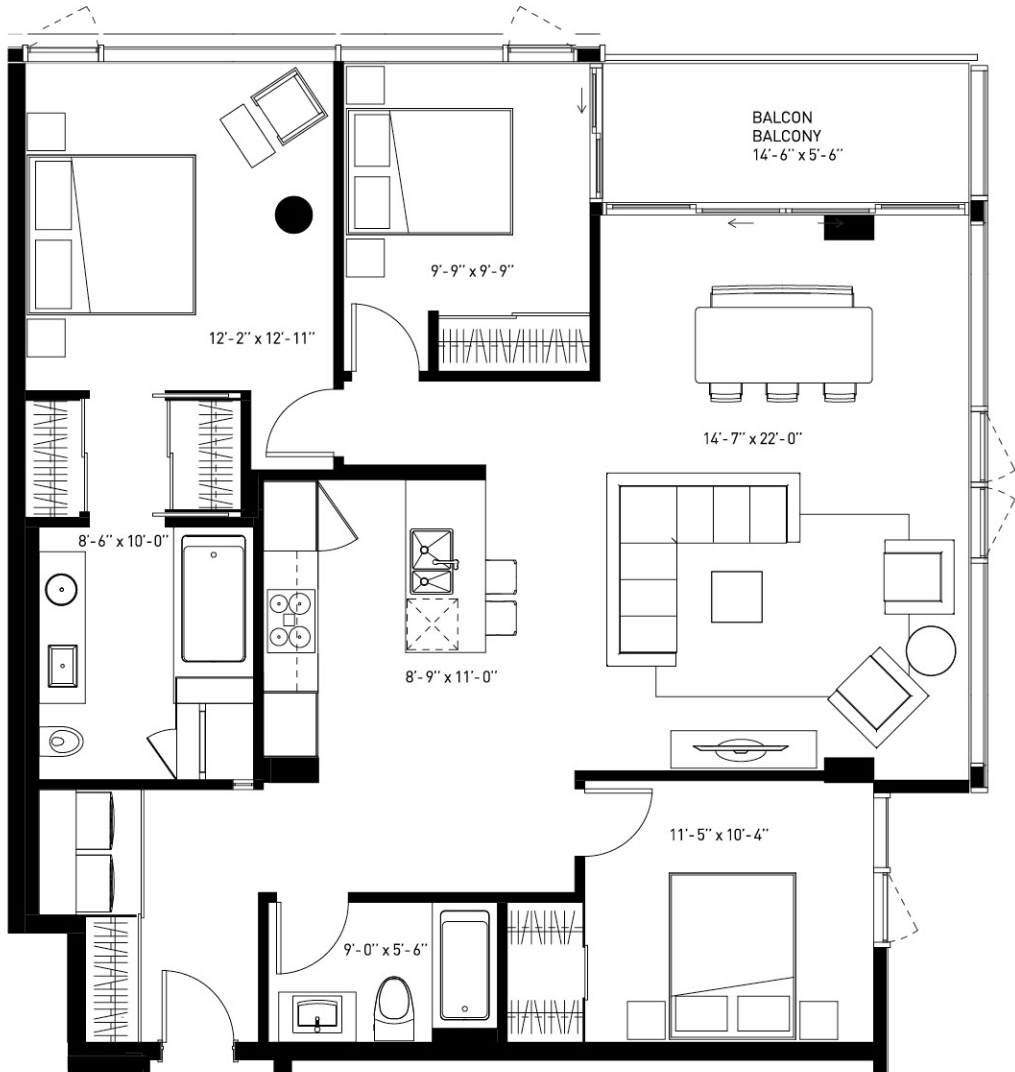 BALCON
BALCONY
14'-6" x 5'-6"
9'-9" x 9'-9"
12'-2" x 12'-11"
14'-7" x 22'-0"
8'-6" x 10'-0"
8'-9" x 11'-0"
11'-5" x 10'-4"
9'-0" x 5'-6"